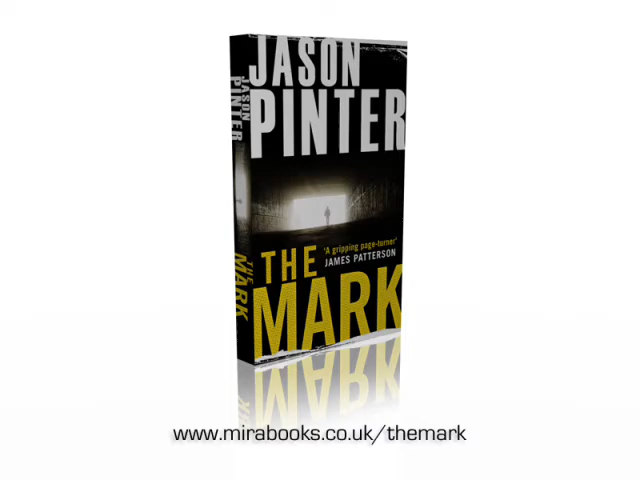 JASON
PINTER
'A gripping page-turner'
JAMES PATTERSON
THE
MARK
JASON
PINTER
THE
MARK
www.mirabooks.co.uk/themark